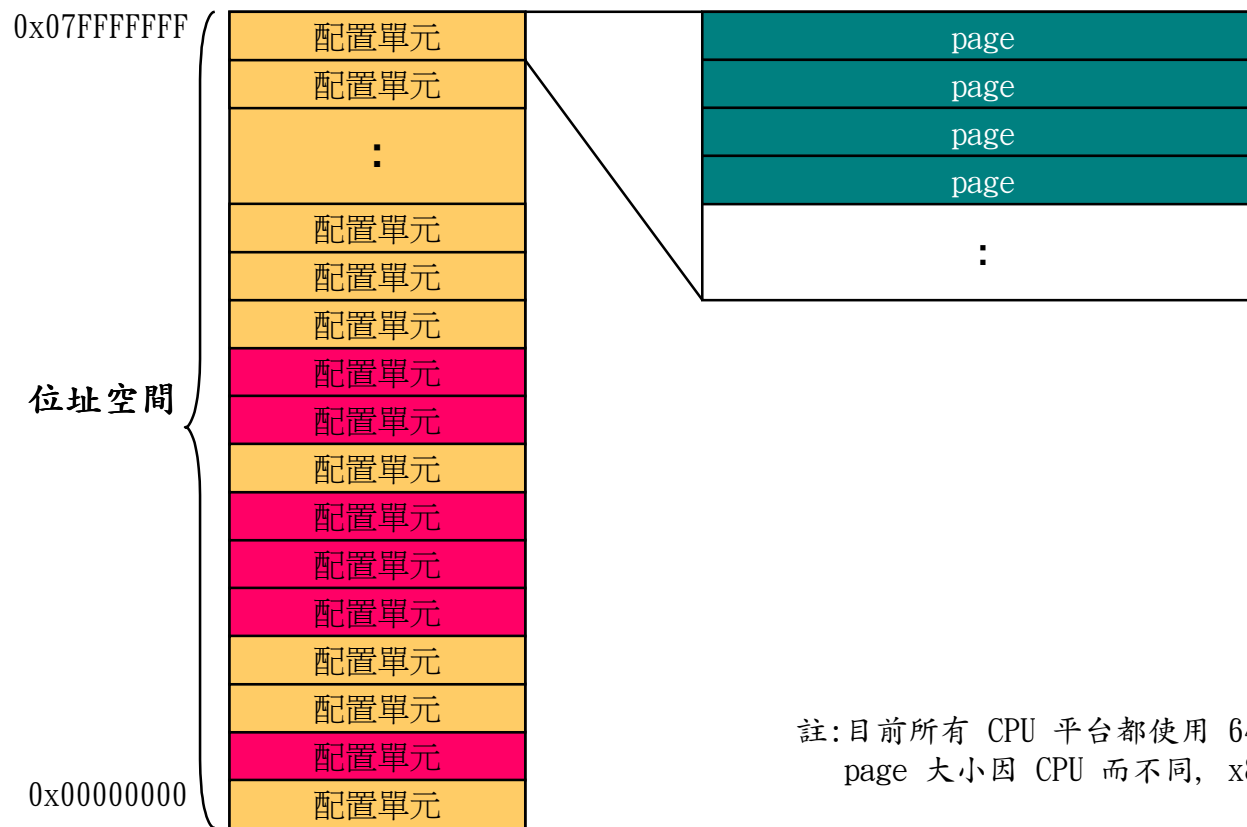 0x07FFFFFFF
配置單元
page
配置單元
page
:
page
page
配置單元
:
配置單元
配置單元
配置單元
位址空間
配置單元
配置單元
配置單元
配置單元
配置單元
配置單元
配置單元
註:目前所有 CPU 平台都使用 64
配置單元
page 大小因 CPU 而不同, x8
0x00000000
配置單元